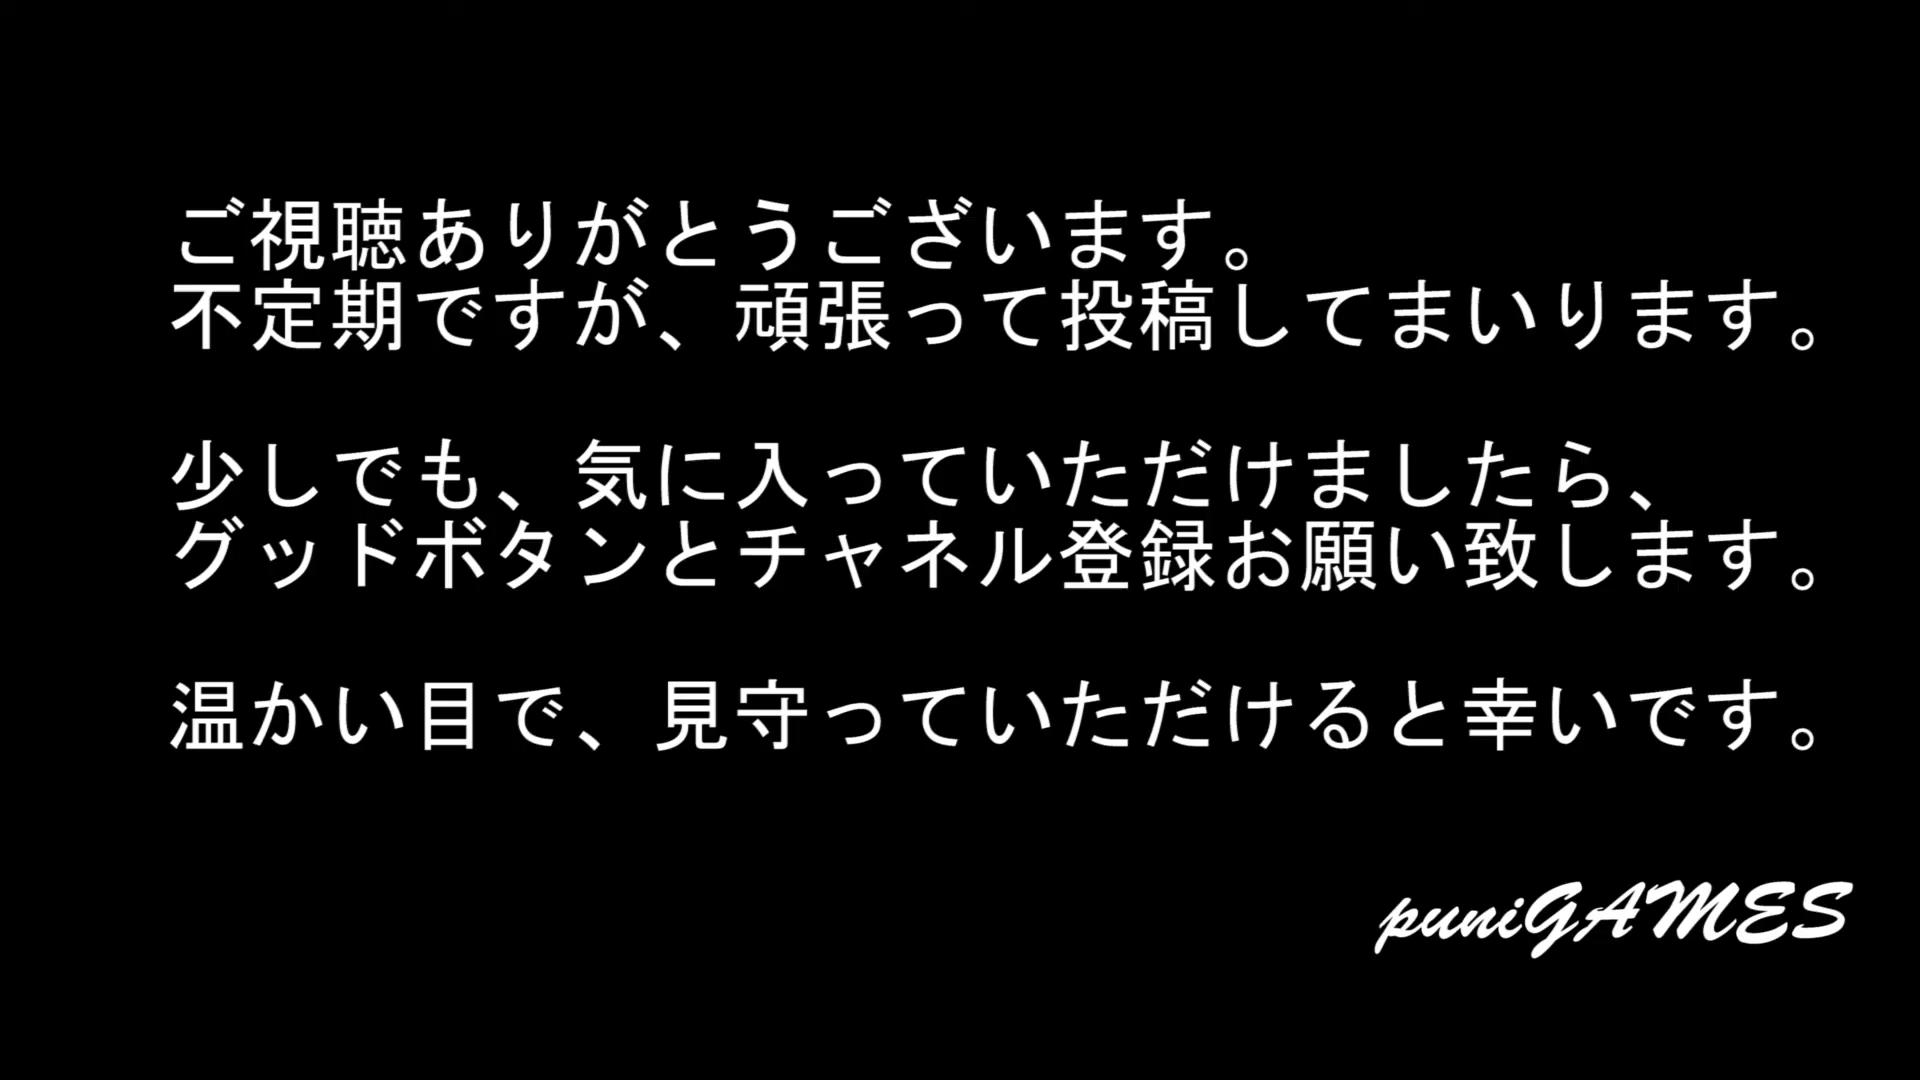 ご視聴ありがとうございます。
不定期ですが、頑張って投稿してまいります。
少しでも、気に入っていただけましたら、
グッドボタンとチャネル登録お願い致します。
温かい目で、見守っていただけると幸いです。
puniGAMES